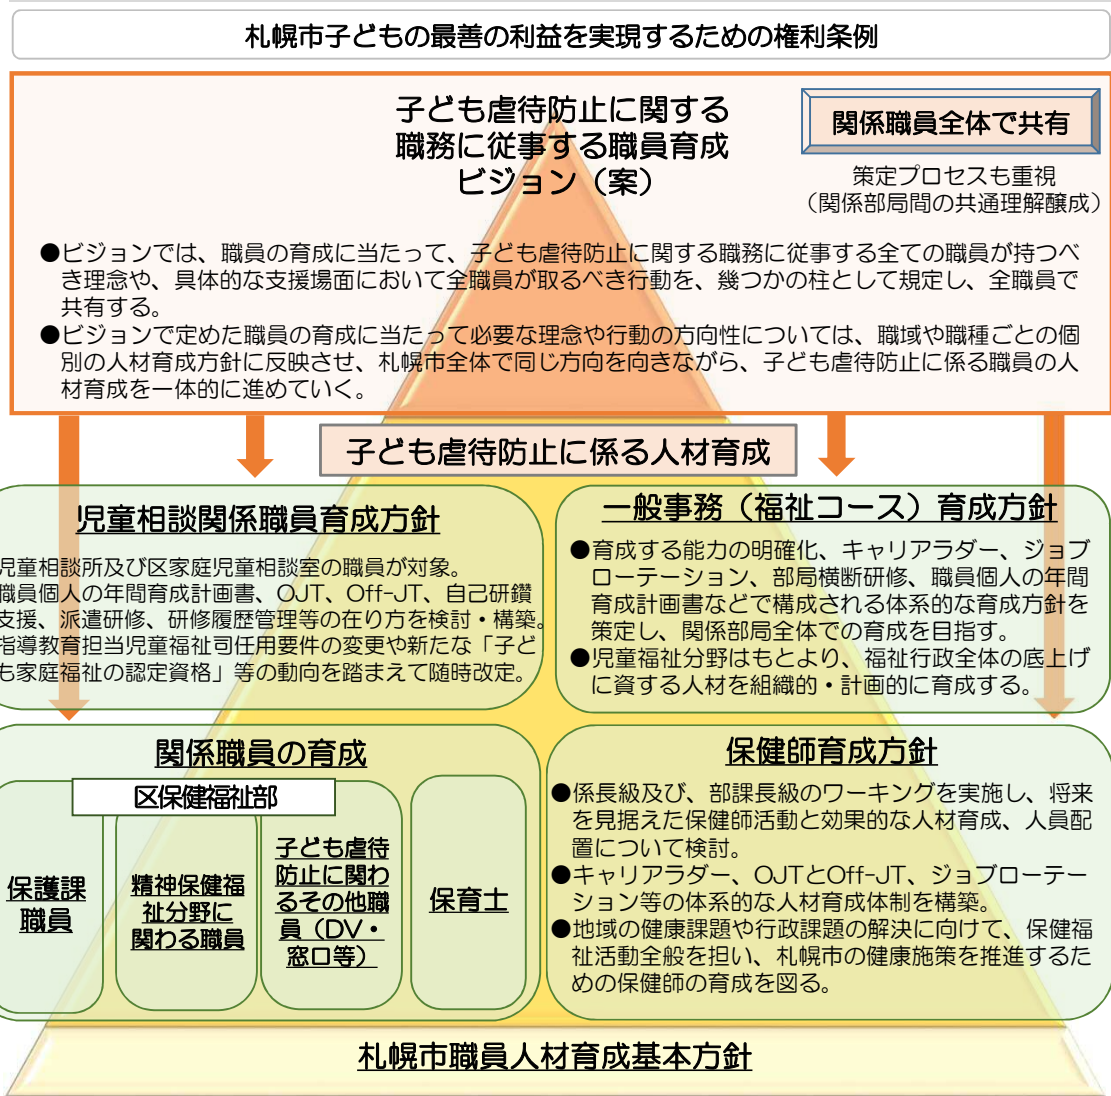 札幌市子どもの最善の利益を実現するための権利条例
子ども虐待防止に関する
職務に従事する職員育成
ビジョン（案）
関係職員全体で共有
策定プロセスも重視
（関係部局間の共通理解醸成）
●ビジョンでは、職員の育成に当たって、子ども虐待防止に関する職務に従事する全ての職員が持つべ
き理念や、具体的な支援場面において全職員が取るべき行動を、幾つかの柱として規定し、全職員で
共有する。
●ビジョンで定めた職員の育成に当たって必要な理念や行動の方向性については、職域や職種ごとの個
別の人材育成方針に反映させ、札幌市全体で同じ方向を向きながら、子ども虐待防止に係る職員の人
材育成を一体的に進めていく。
子ども虐待防止に係る人材育成
児童相談関係職員育成方針
児童相談所及び区家庭児童相談室の職員が対象。
職員個人の年間育成計画書、OJT、Off-JT、自己研鑽
支援、派遣研修、研修履歴管理等の在り方を検討・構築。
指導教育担当児童福祉司任用要件の変更や新たな「子ど
も家庭福祉の認定資格」等の動向を踏まえて随時改定。
一般事務（福祉コース）育成方針
●育成する能力の明確化、キャリアラダー、ジョブ
ローテーション、部局横断研修、職員個人の年間
育成計画書などで構成される体系的な育成方針を
策定し、関係部局全体での育成を目指す。
●児童福祉分野はもとより、福祉行政全体の底上げ
に資する人材を組織的・計画的に育成する。
関係職員の育成
区保健福祉部
保護課
職員
精神保健福
祉分野に
関わる職員
子ども虐待
防止に関わ
るその他職
員（DV・
窓口等）
保育士
保健師育成方針
●係長級及び、部課長級のワーキングを実施し、将来
を見据えた保健師活動と効果的な人材育成、人員配
置について検討。
●キャリアラダー、OJTとOff-JT、ジョブローテー
ション等の体系的な人材育成体制を構築。
●地域の健康課題や行政課題の解決に向けて、保健福
祉活動全般を担い、札幌市の健康施策を推進するた
めの保健師の育成を図る。
札幌市職員人材育成基本方針